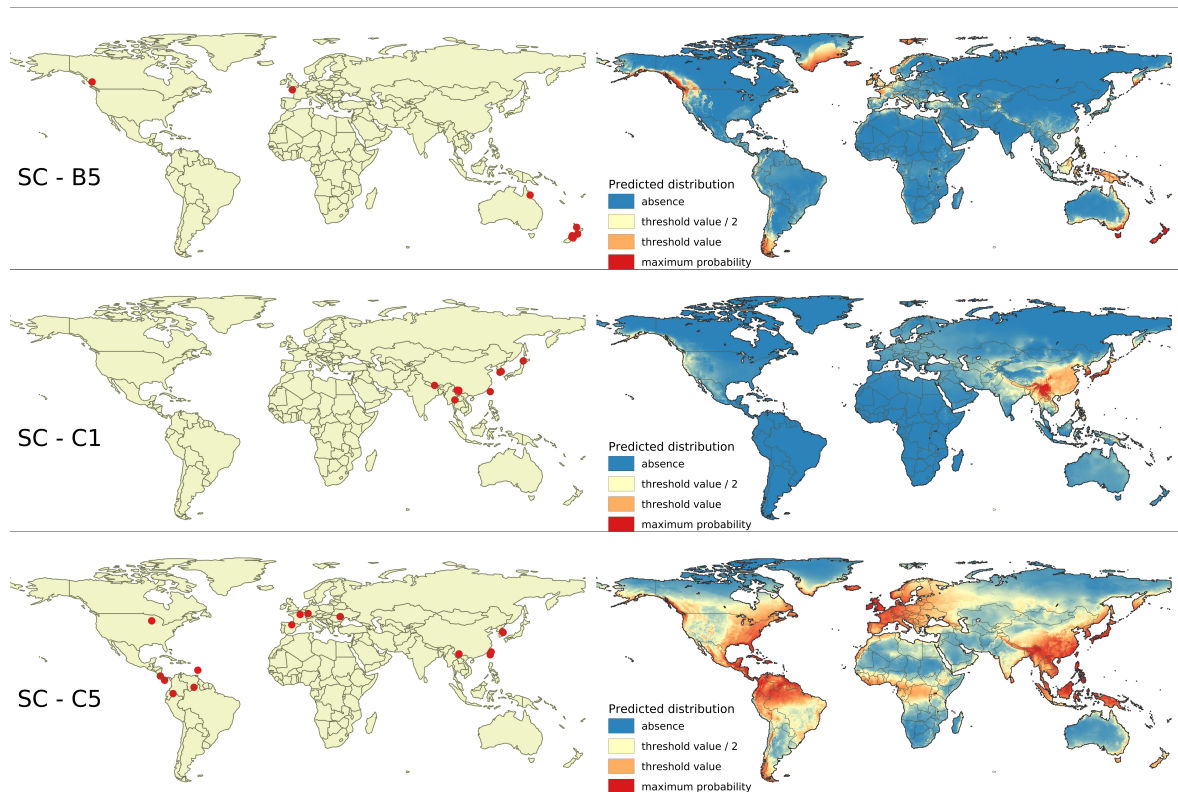 SC - B5
Predicted distribution
absence
threshold value / 2
threshold value
maximum probability
SC - C1
Predicted distribution
absence
threshold value / 2
threshold value
maximum probability
SC - C5
Predicted distribution
absence
threshold value / 2
threshold value
maximum probability